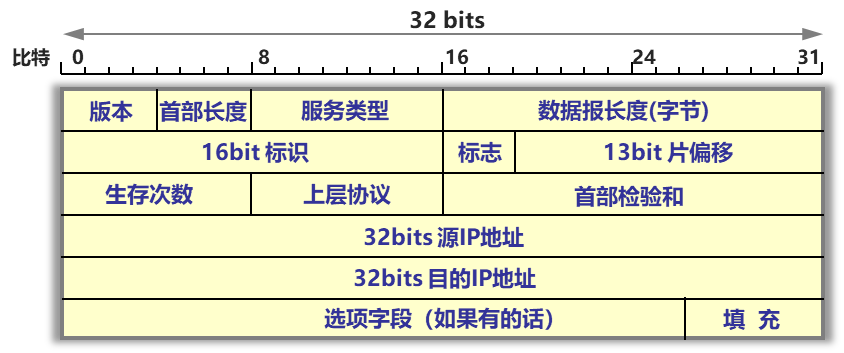 32 bits
比特 0 8 16 24 31
版本 首部长度 服务类型 数据报长度(字节)
16bit 标识 标志 13bit 片偏移
生存次数 上层协议 首部检验和
32bits 源IP地址
32bits 目的IP地址
选项字段（如果有的话） 填 充